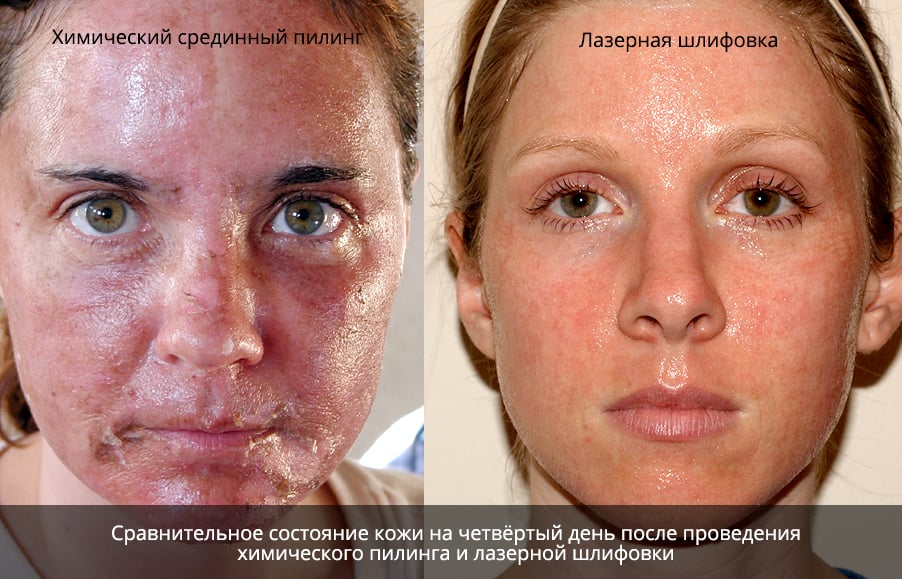 Химический срединный пилинг
Лазерная шлифовка
Сравнительное состояние кожи на четвёртый день после проведения
химического пилинга и лазерной шлифовки